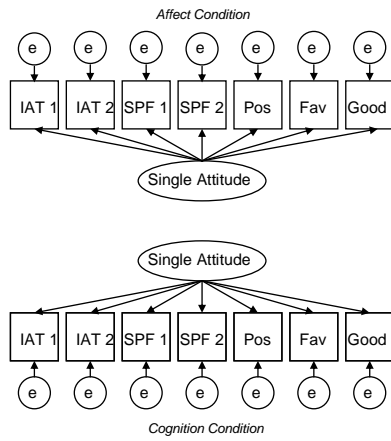 Affect Condition
e e e e e e e
IAT 1 IAT 2 SPF 1 SPF 2 Pos Fav Good
Single Attitude
Single Attitude
IAT 1 IAT 2 SPF 1 SPF 2 Pos Fav Good
e e e e e e e
Cognition Condition